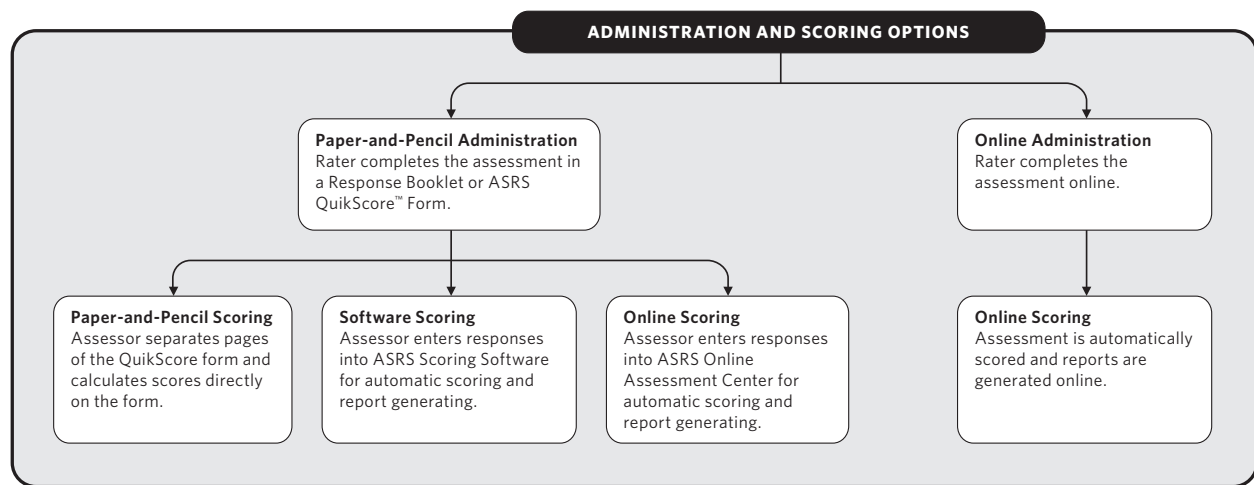 ADMINISTRATION AND SCORING OPTIONS
Paper-and-Pencil Administration
Rater completes the assessment in
a Response Booklet or ASRS
QuikScore™ Form.
Online Administration
Rater completes the
assessment online.
Paper-and-Pencil Scoring
Assessor separates pages
of the QuikScore form and
calculates scores directly
on the form.
Software Scoring
Assessor enters responses
into ASRS Scoring Software
for automatic scoring and
report generating.
Online Scoring
Assessor enters responses
into ASRS Online
Assessment Center for
automatic scoring and
report generating.
Online Scoring
Assessment is automatically
scored and reports are
generated online.